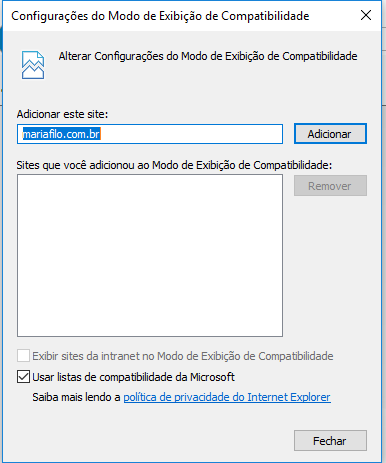 Configurações do Modo de Exibição de Compatibilidade
Alterar Configurações do Modo de Exibição de Compatibilidade
Adicionar este site:
mariafilo.com.br
Adicionar
Sites que você adicionou ao Modo de Exibição de Compatibilidade:
Remover
Exibir sites da intranet no Modo de Exibição de Compatibilidade
Usar listas de compatibilidade da Microsoft
Saiba mais lendo a política de privacidade do Internet Explorer
Fechar